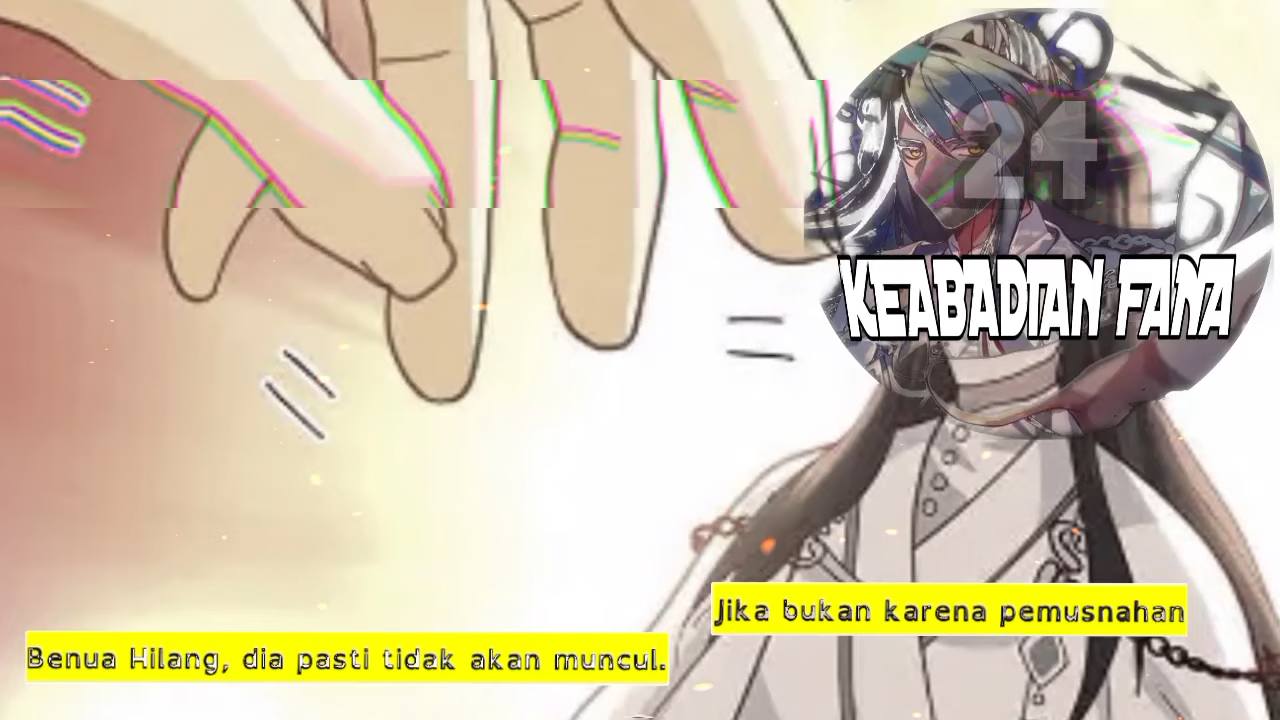 24
KEABADIAN FANA
Jika bukan karena pemusnahan
Benua Hilang, dia pasti tidak akan muncul.